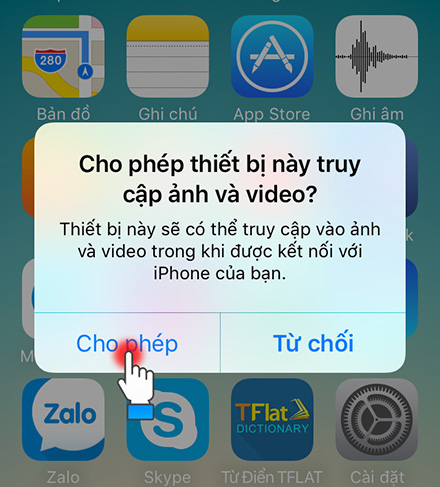 280
Bản đồ
Ghi chú
App Store
Ghi âm
Cho phép thiết bị này truy
cập ảnh và video?
Thiết bị này sẽ có thể truy cập vào ảnh
và video trong khi được kết nối với
iPhone của bạn.
Cho phép
Từ chối
Zalo
TFlat
DICTIONARY
Zalo
Skype
Từ Điển TFLAT
Cài đặt